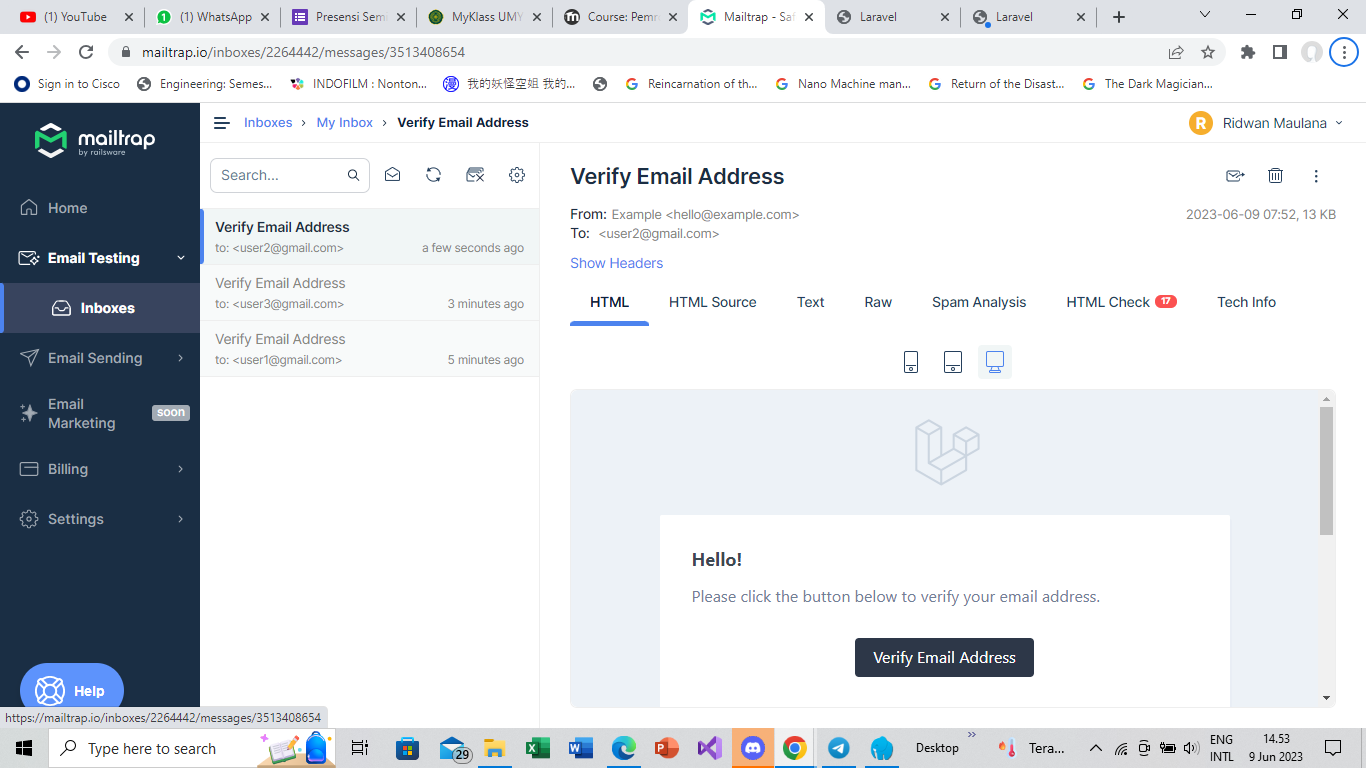 (1) YouTube
(1) WhatsApp
Presensi Sem
MyKlass UMY
Course: Pem
Mailtrap - Saf
Laravel
Laravel
mailtrap.io/inboxes/2264442/messages/3513408654
Sign in to Cisco
Engineering: Semes...
INDOFILM : Nonton...
我的妖怪空姐 我的...
Reincarnation of th...
Nano Machine man...
Return of the Disast...
The Dark Magician...
mailtrap
by railsware
Inboxes > My Inbox > Verify Email Address
R Ridwan Maulana
Home
Email Testing
Inboxes
Email Sending
Email Marketing
soon
Billing
Settings
Help
Search...
Verify Email Address
to: <user2@gmail.com> a few seconds ago
Verify Email Address
to: <user3@gmail.com> 3 minutes ago
Verify Email Address
to: <user1@gmail.com> 5 minutes ago
Verify Email Address
From: Example <hello@example.com> 2023-06-09 07:52, 13 KB
To: <user2@gmail.com>
Show Headers
HTML HTML Source Text Raw Spam Analysis HTML Check 17 Tech Info
Hello!
Please click the button below to verify your email address.
Verify Email Address
https://mailtrap.io/inboxes/2264442/messages/3513408654
Type here to search
29
Desktop
Tera...
ENG
INTL
14.53
9 Jun 2023